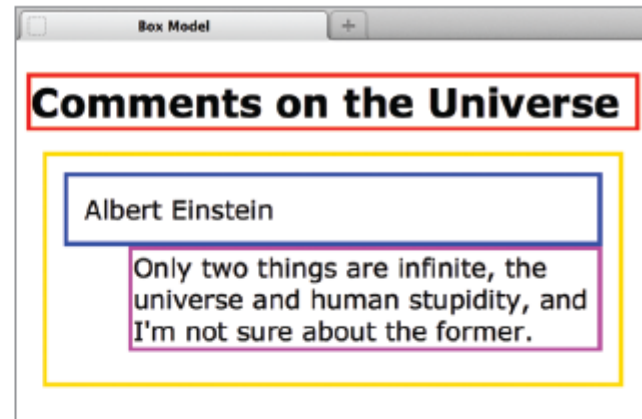 Box Model
+
Comments on the Universe
Albert Einstein
Only two things are infinite, the
universe and human stupidity, and
I'm not sure about the former.